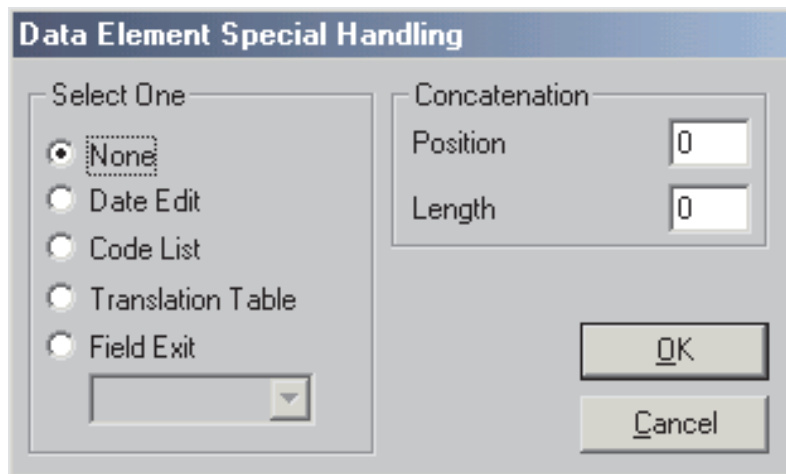 Data Element Special Handling
Select One
None
Date Edit
Code List
Translation Table
Field Exit
Concatenation
Position 0
Length 0
OK
Cancel